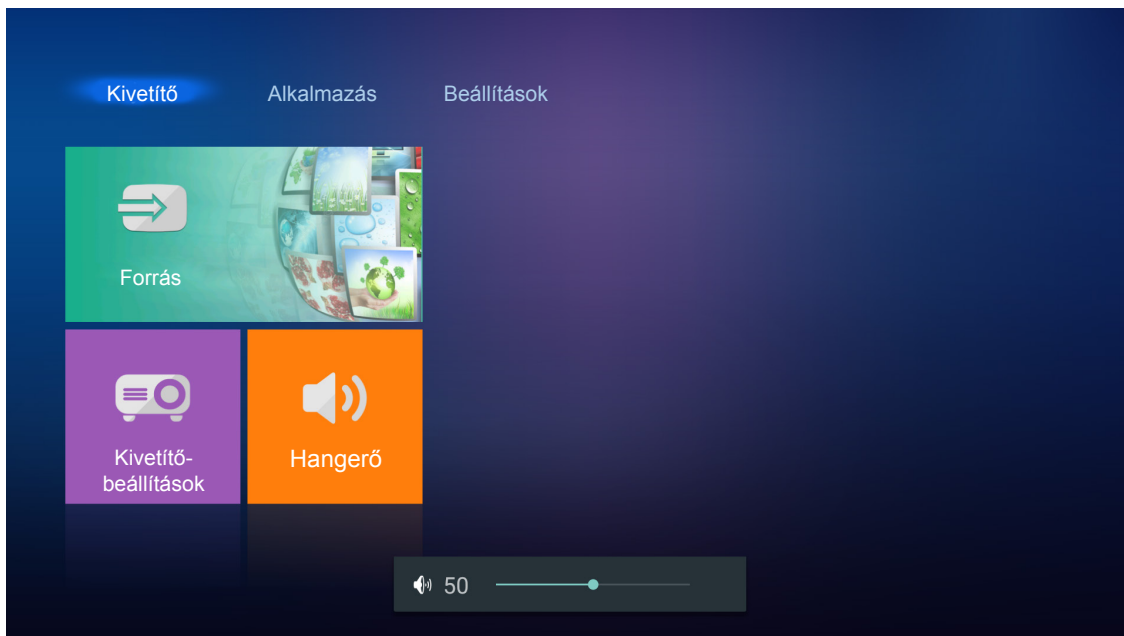 Kivetítő
Alkalmazás
Beállítások
Forrás
Kivetítő-
beállítások
Hangerő
50